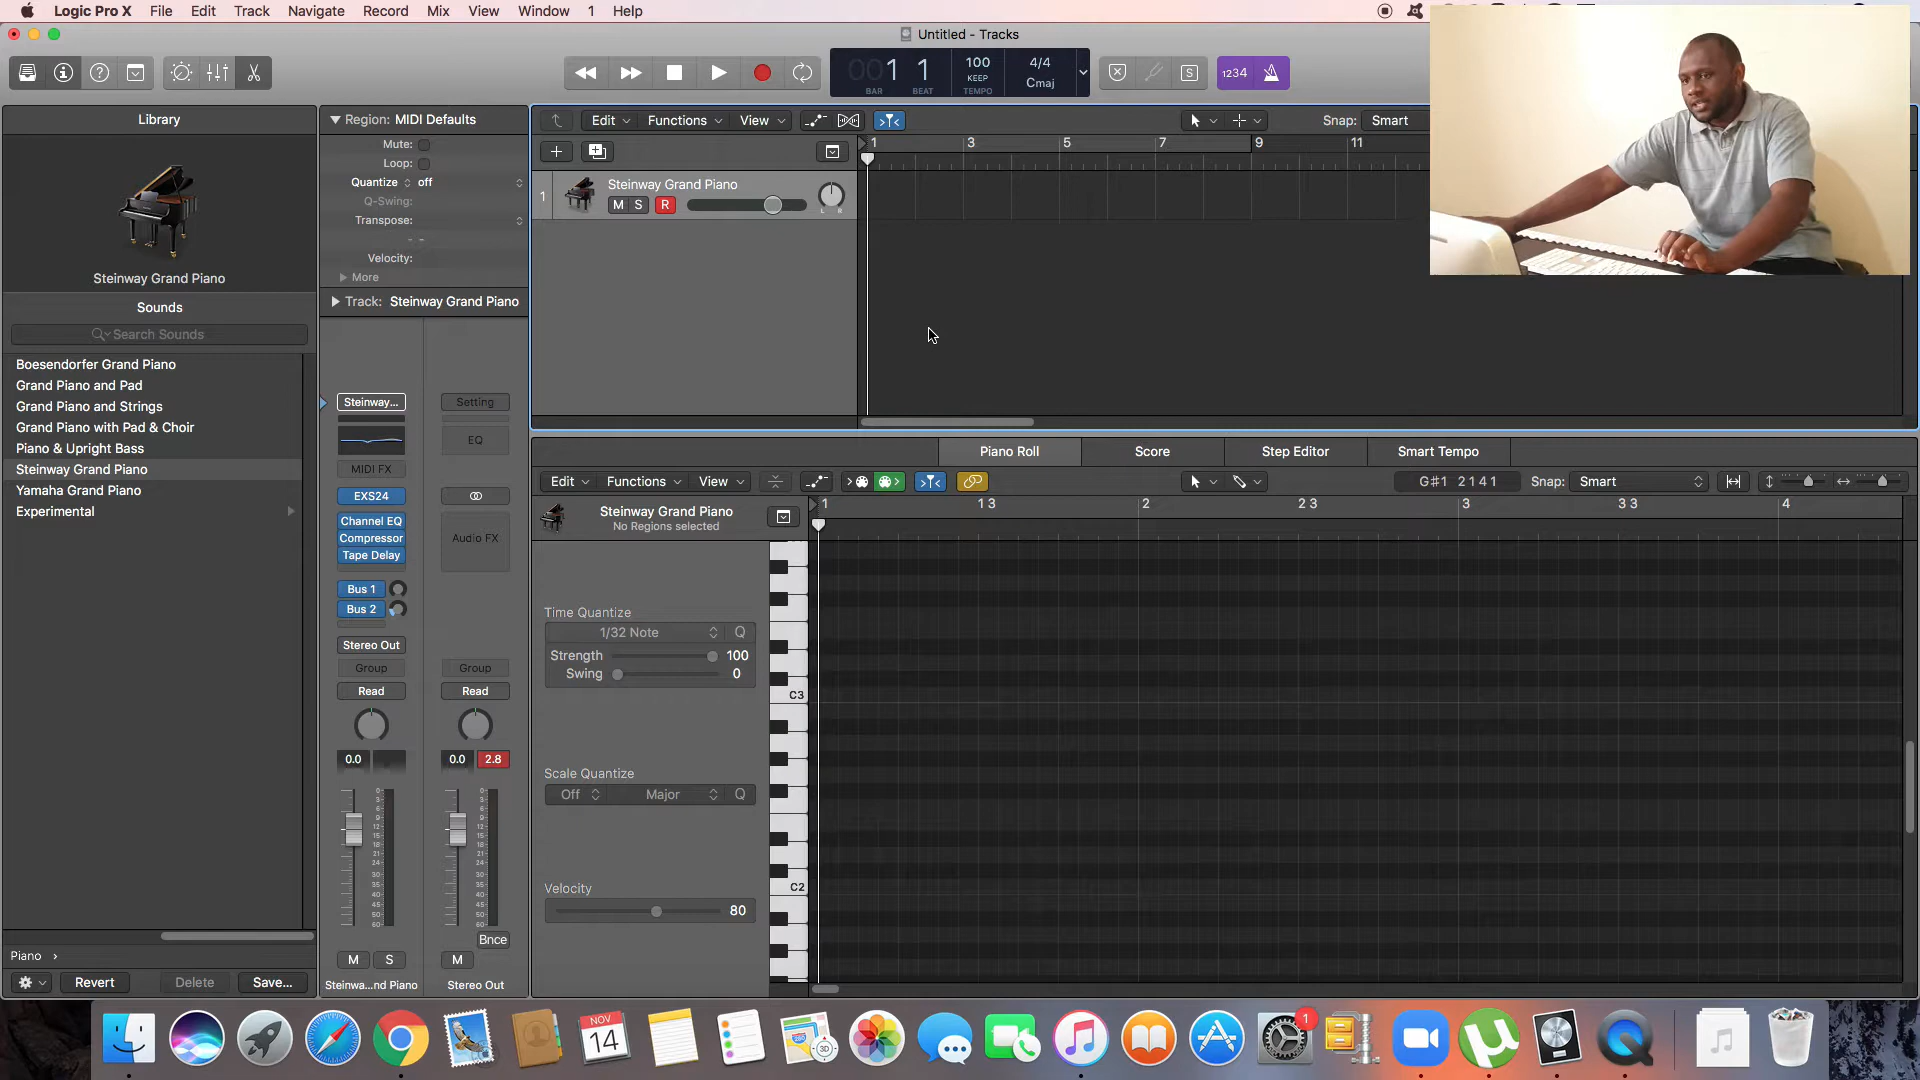 Logic Pro X File Edit Track Navigate Record Mix View Window 1 Help
Untitled - Tracks
001 1 100 4/4
KEEP Cmaj
BAR BEAT TEMPO
1234
Library
Region: MIDI Defaults
Edit Functions View
Snap: Smart
Mute:
Loop:
Quantize off
Q-Swing:
Transpose:
- -
Velocity:
More
1 3 5 7 9 11
1 Steinway Grand Piano
M S R
L R
Steinway Grand Piano
Sounds
Search Sounds
Track: Steinway Grand Piano
Boesendorfer Grand Piano
Grand Piano and Pad
Grand Piano and Strings
Grand Piano with Pad & Choir
Piano & Upright Bass
Steinway Grand Piano
Yamaha Grand Piano
Experimental
Steinway... Setting
EQ
MIDI FX
EXS24
Channel EQ
Compressor Audio FX
Tape Delay
Bus 1
Bus 2
Stereo Out
Group Group
Read Read
0.0 0.0 2.8
Bnce
M S M
Steinwa...nd Piano Stereo Out
Piano Roll Score Step Editor Smart Tempo
Edit Functions View
G#1 2 1 4 1 Snap: Smart
Steinway Grand Piano
No Regions selected
1 1 3 2 2 3 3 3 3 4
Time Quantize
1/32 Note Q
Strength 100
Swing 0
Scale Quantize
Off Major Q
Velocity
80
C3
C2
Piano
Revert Delete Save...
NOV
14
280
3D
1